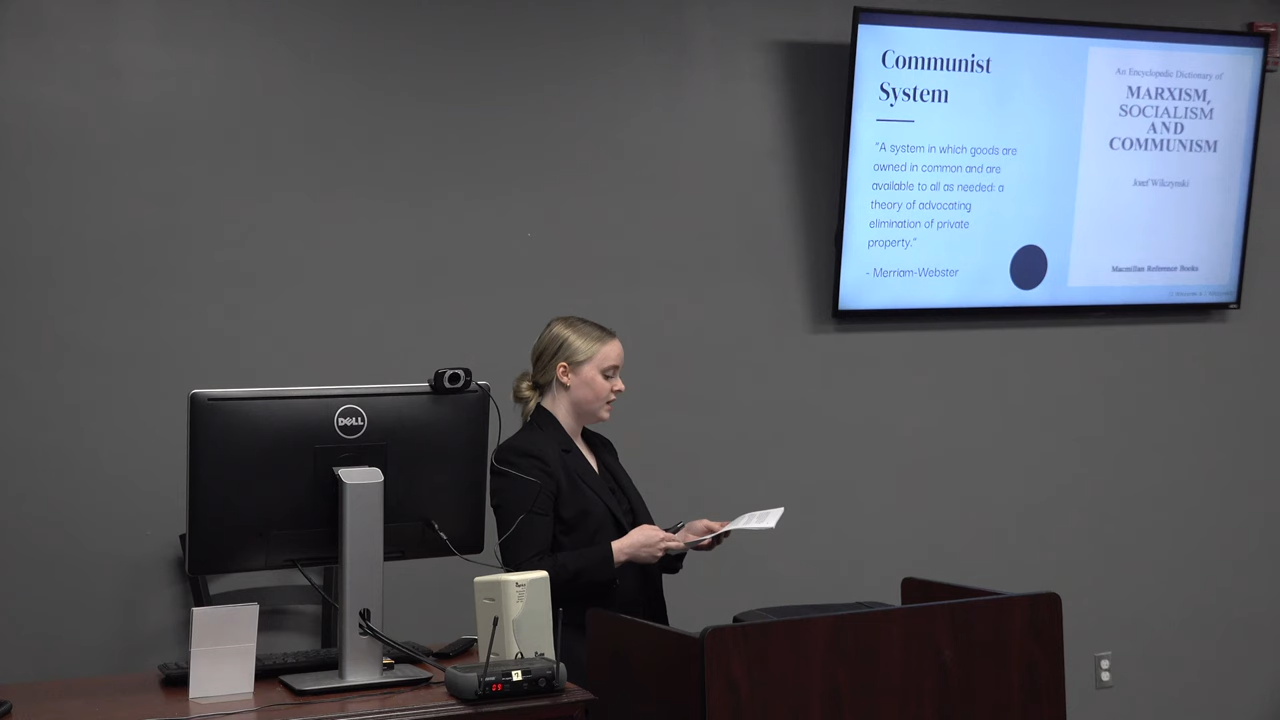 Communist
System
"A system in which goods are
owned in common and are
available to all as needed: a
theory of advocating
elimination of private
property."
- Merriam-Webster
An Encyclopedic Dictionary of
MARXISM,
SOCIALISM
AND
COMMUNISM
Jozef Wilczynski
Macmillan Reference Books
DELL